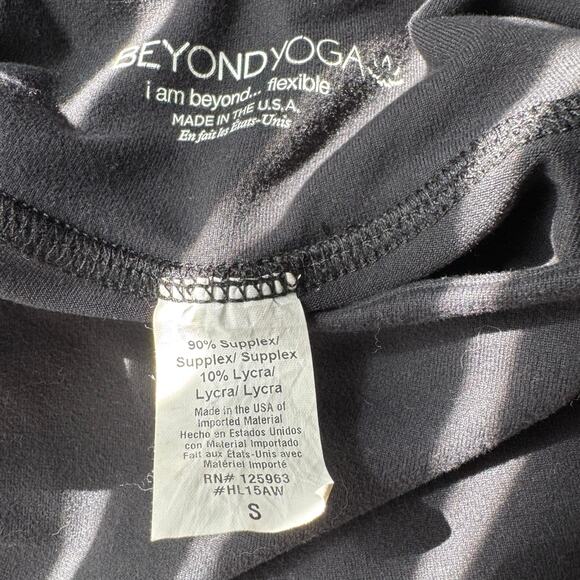 BEYOND YOGA
i am beyond... flexible
MADE IN THE U.S.A.
En fait les États-Unis
90% Supplex/
Supplex/ Supplex
10% Lycra/
Lycra/ Lycra
Made in the USA of
Imported Material
Hecho en Estados Unidos
con Material Importado
Fait aux États-Unis avec
Matériel Importé
RN# 125963
#HL15AW
S